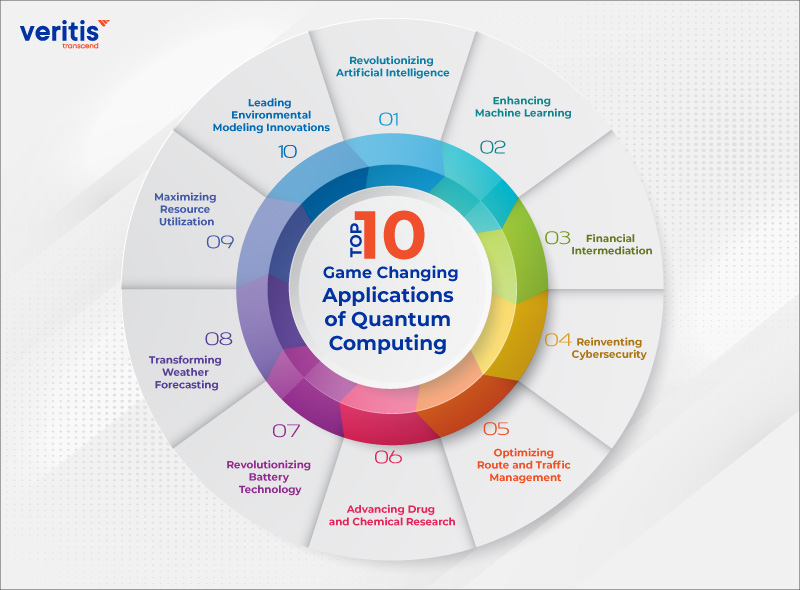 veritis
transcend
TOP 10
Game Changing
Applications
of Quantum
Computing
01
Revolutionizing
Artificial Intelligence
02
Enhancing
Machine Learning
03
Financial
Intermediation
04
Reinventing
Cybersecurity
05
Optimizing
Route and Traffic
Management
06
Advancing Drug
and Chemical Research
07
Revolutionizing
Battery
Technology
08
Transforming
Weather
Forecasting
09
Maximizing
Resource
Utilization
10
Leading
Environmental
Modeling Innovations